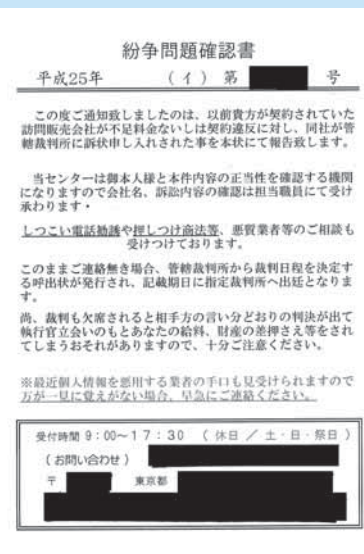 紛争問題確認書
平成25年 （イ）第 号
この度ご通知致しましたのは、以前貴方が契約されていた
訪問販売会社が不足料金ないしは契約違反に対し、同社が管
轄裁判所に訴状申し入れされた事を本状にて報告致します。
当センターは御本人様と本件内容の正当性を確認する機関
になりますので会社名、訴訟内容の確認は担当職員にて受け
承わります・
しつこい電話勧誘や押しつけ商法等、悪質業者等のご相談も
受けつけております。
このままご連絡無き場合、管轄裁判所から裁判日程を決定す
る呼出状が発行され、記載期日に指定裁判所へ出廷となりま
す。
尚、裁判も欠席されると相手方の言い分どおりの判決が出て
執行官立会いのもとあなたの給料、財産の差押さえ等をされ
てしまうおそれがありますので、十分ご注意ください。
※最近個人情報を悪用する業者の手口も見受けられますので
万が一見に覚えがない場合、早急にご連絡ください。
受付時間 9：00〜17：30 （休日／土・日・祭日）
（お問い合わせ）
〒 東京都